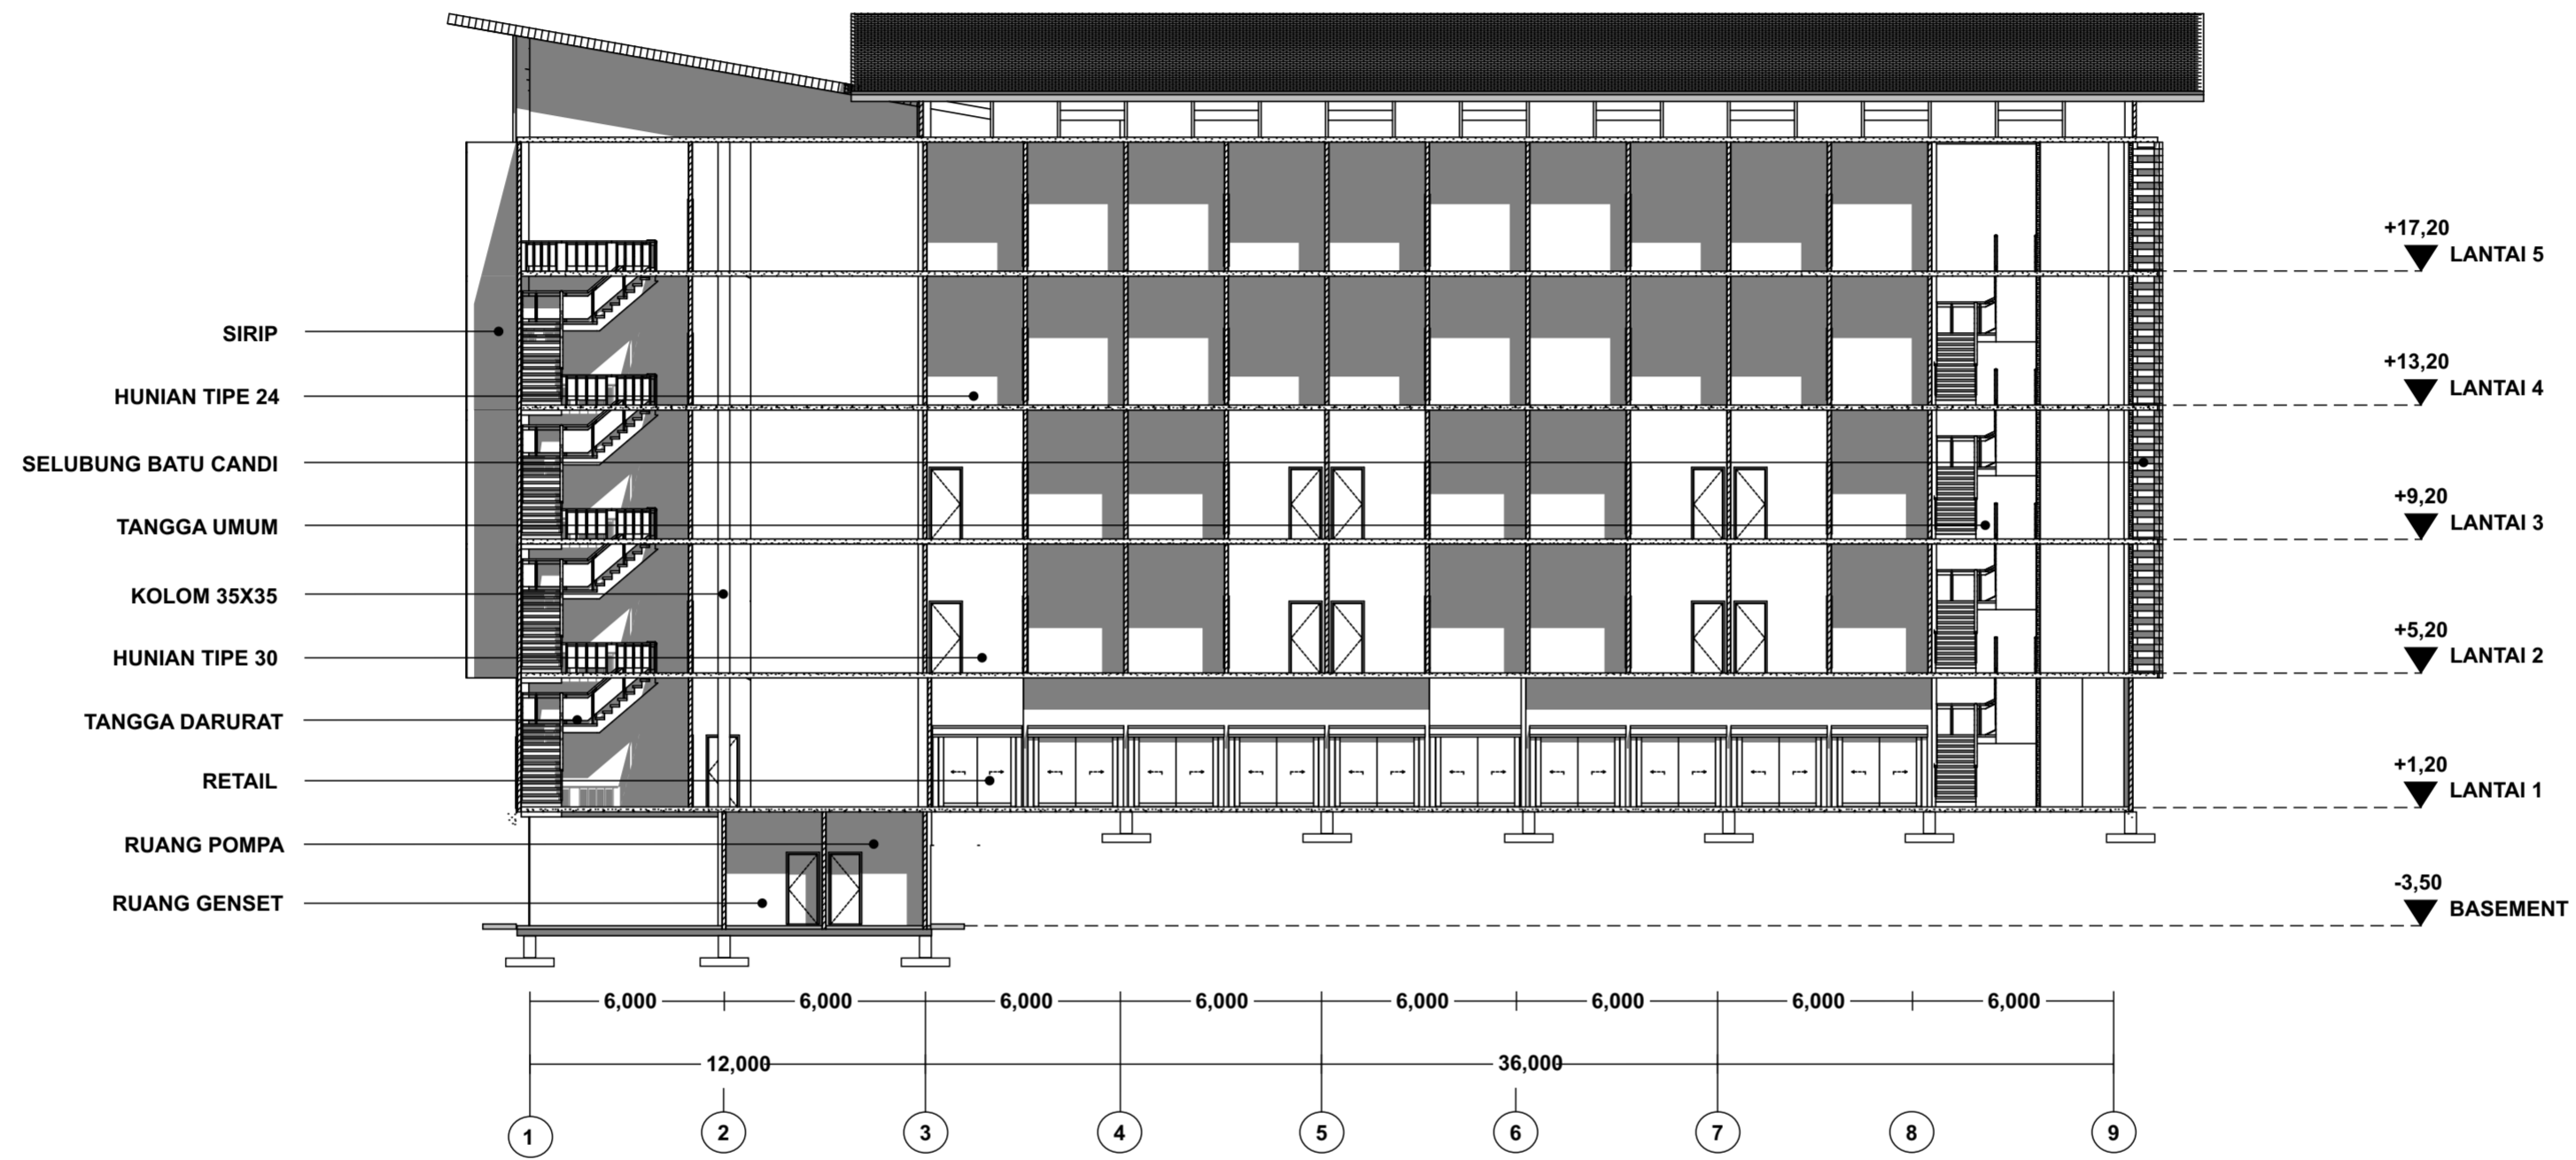 +17,20
LANTAI 5
SIRIP
+13,20
HUNIAN TIPE 24
LANTAI 4
SELUBUNG BATU CANDI
+9,20
TANGGA UMUM
LANTAI 3
KOLOM 35X35
+5,20
HUNIAN TIPE 30
LANTAI 2
TANGGA DARURAT
+1,20
RETAIL
LANTAI 1
RUANG POMPA
-3,50
RUANG GENSET
BASEMENT
6,000 6,000 6,000 6,000 6,000 6,000 6,000 6,000
12,000 36,000
1 2 3 4 5 6 7 8 9